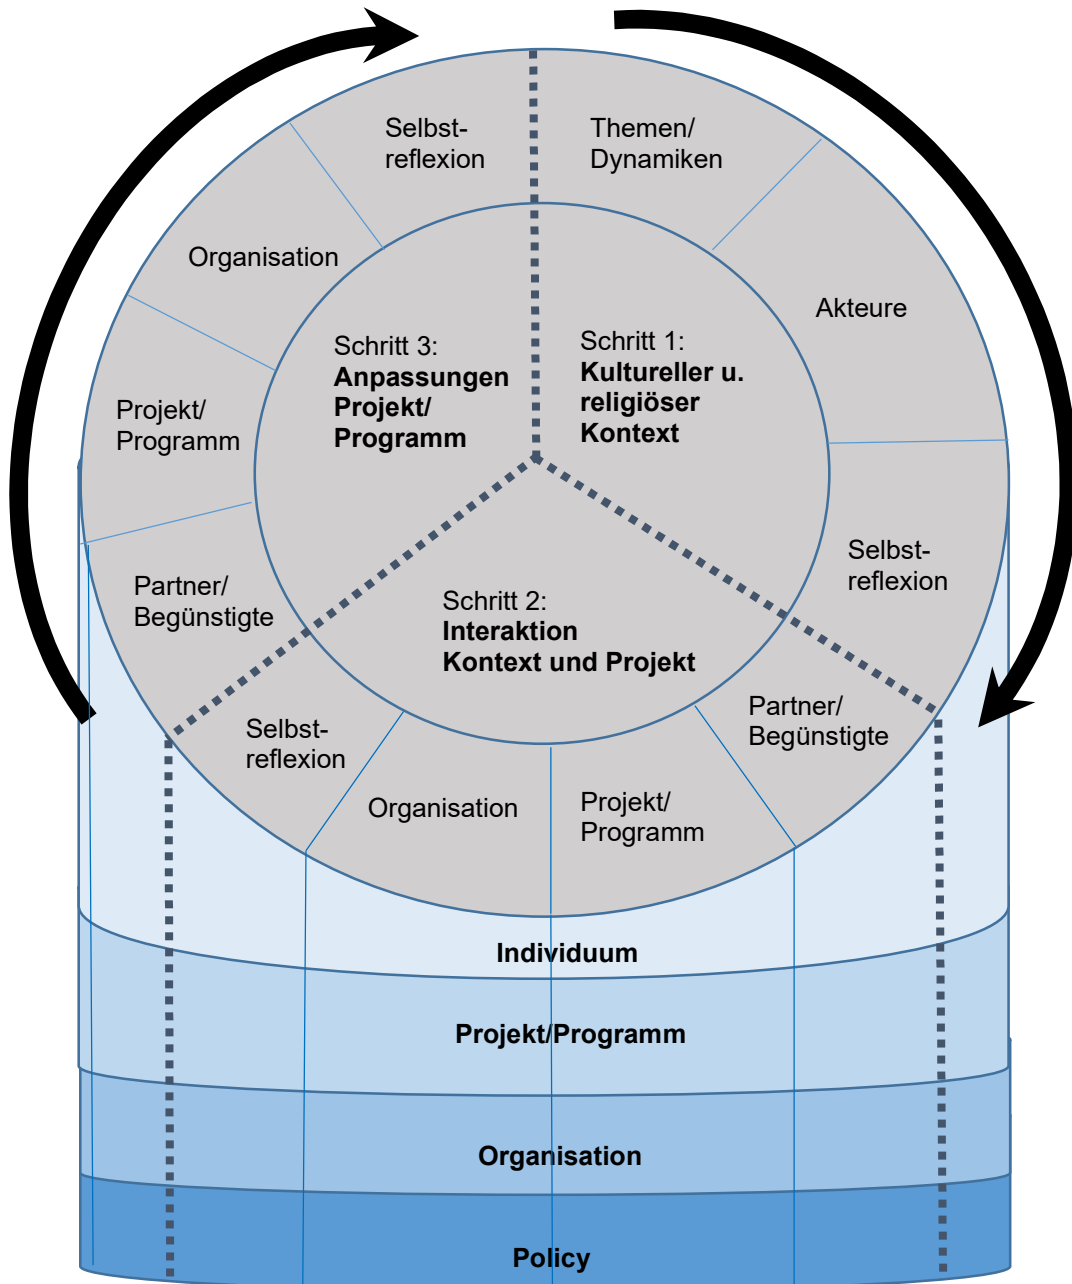 Themen/
Dynamiken
Akteure
Selbst-
reflexion
Schritt 1:
Kultureller u.
religiöser
Kontext
Partner/
Begünstigte
Projekt/
Programm
Organisation
Selbst-
reflexion
Schritt 2:
Interaktion
Kontext und Projekt
Partner/
Begünstigte
Projekt/
Programm
Organisation
Selbst-
reflexion
Schritt 3:
Anpassungen
Projekt/
Programm
Individuum
Projekt/Programm
Organisation
Policy